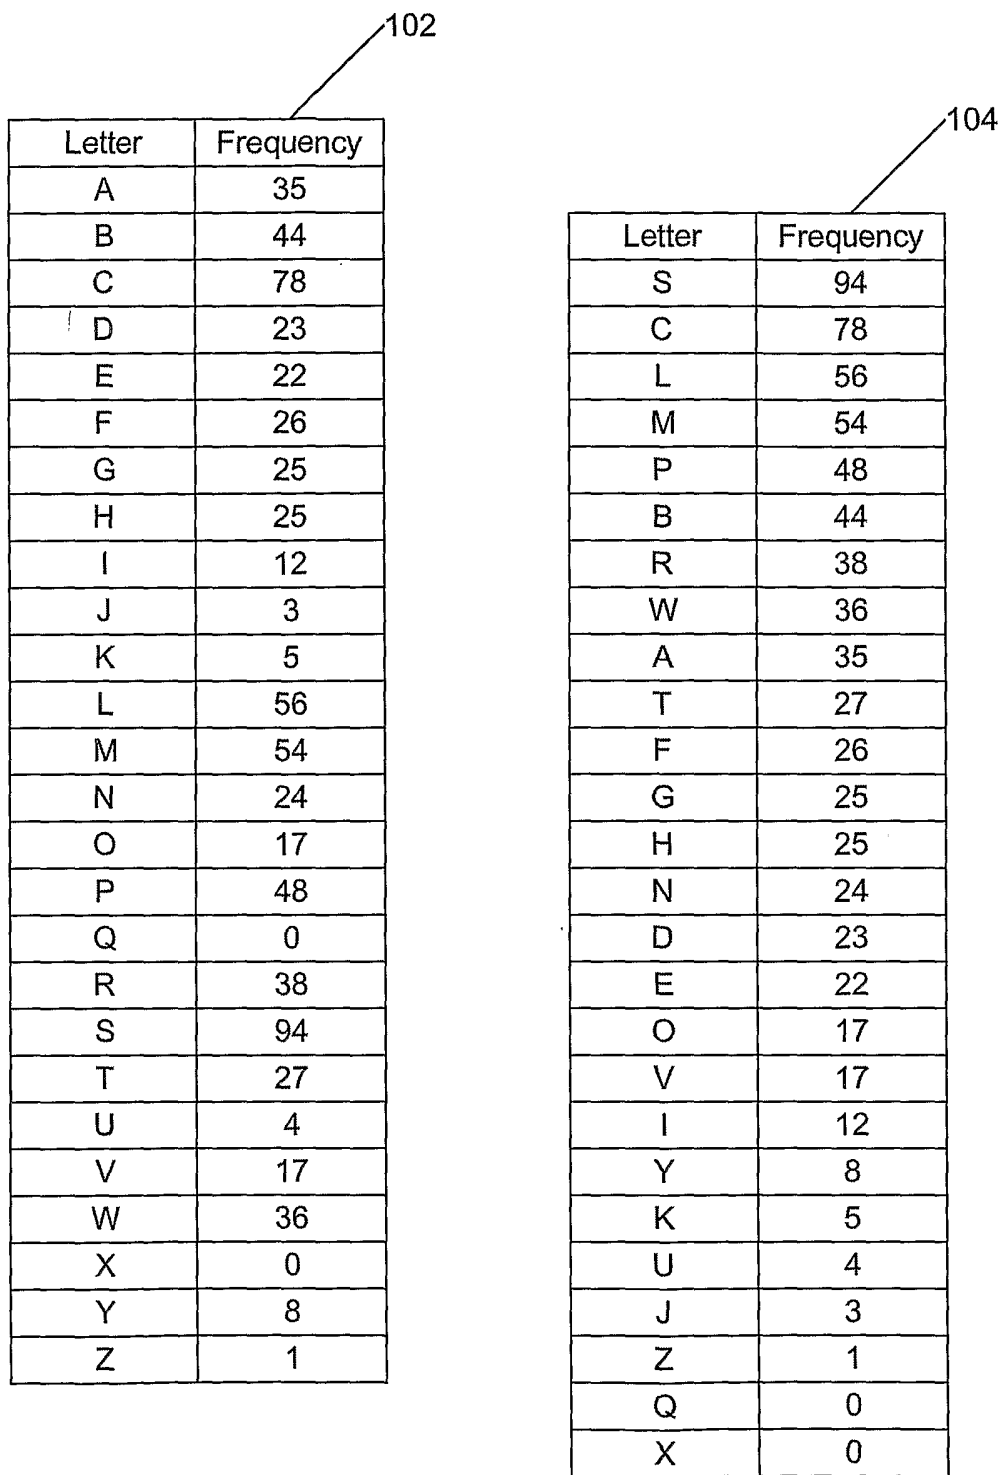 102
Letter Frequency
A 35
B 44
C 78
D 23
E 22
F 26
G 25
H 25
I 12
J 3
K 5
L 56
M 54
N 24
O 17
P 48
Q 0
R 38
S 94
T 27
U 4
V 17
W 36
X 0
Y 8
Z 1
104
Letter Frequency
S 94
C 78
L 56
M 54
P 48
B 44
R 38
W 36
A 35
T 27
F 26
G 25
H 25
N 24
D 23
E 22
O 17
V 17
I 12
Y 8
K 5
U 4
J 3
Z 1
Q 0
X 0